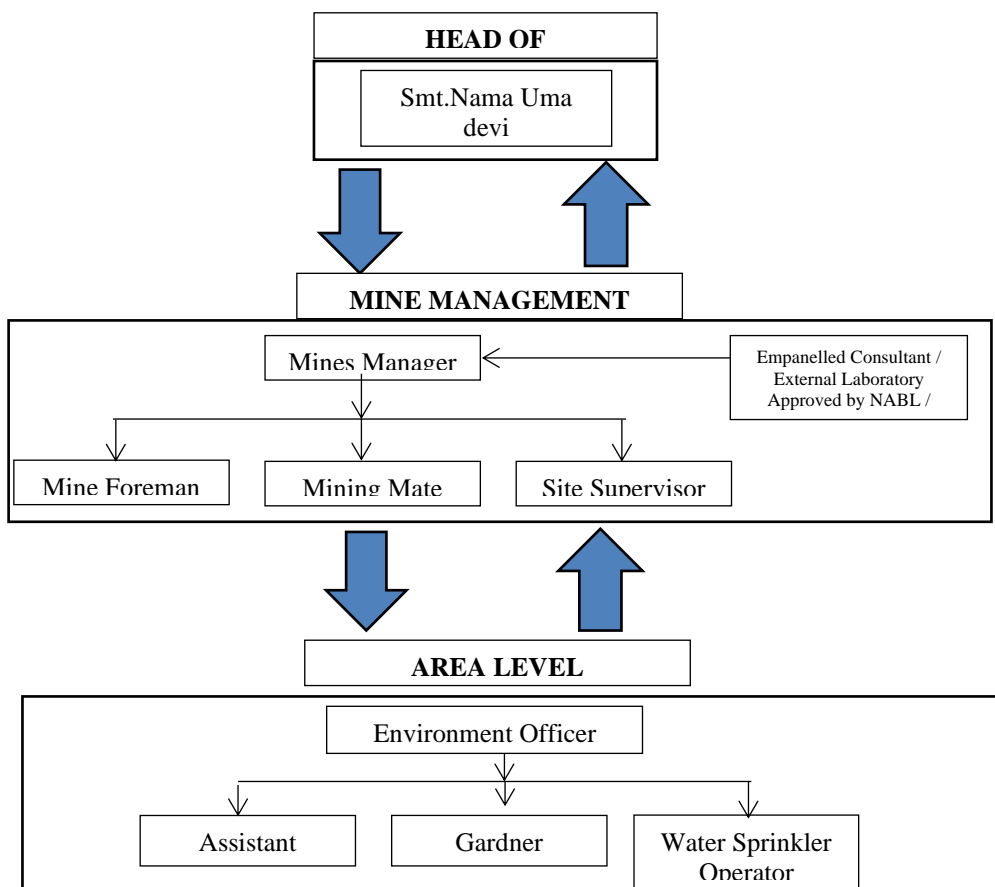 HEAD OF
Smt.Nama Uma
devi
MINE MANAGEMENT
Mines Manager
Empanelled Consultant /
External Laboratory
Approved by NABL /
Mine Foreman
Mining Mate
Site Supervisor
AREA LEVEL
Environment Officer
Assistant
Gardner
Water Sprinkler
Operator